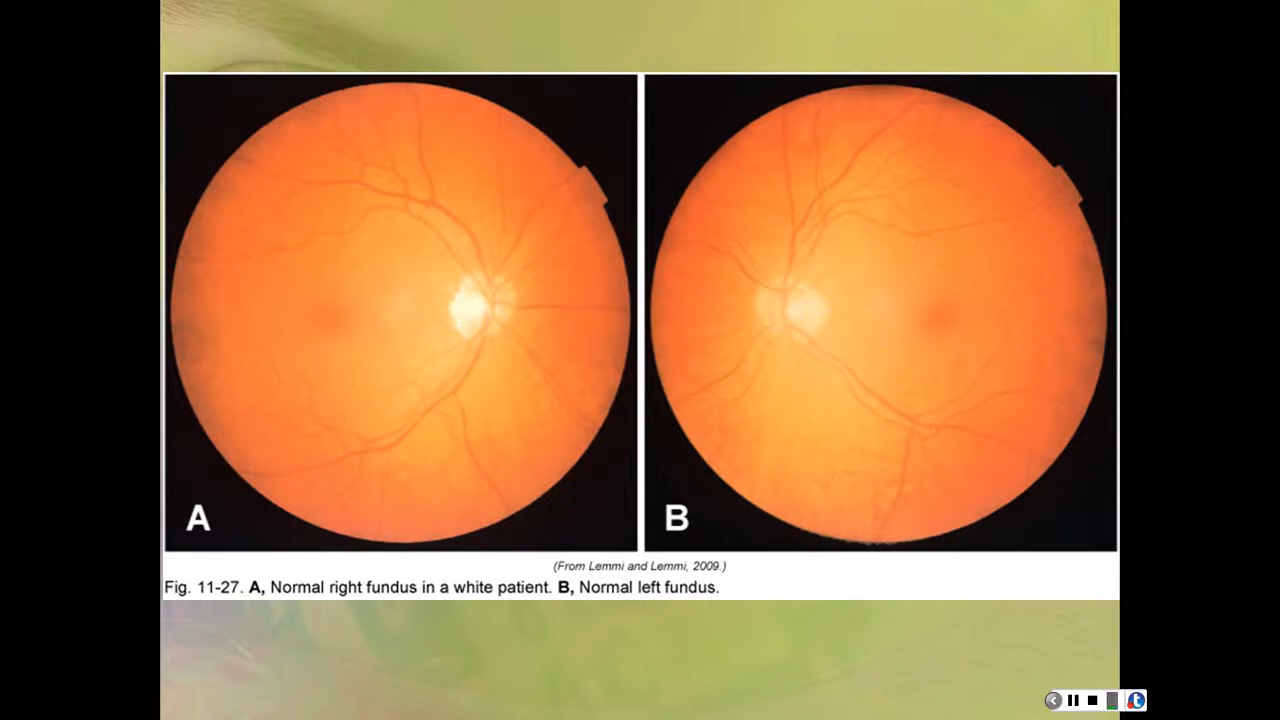 A
B
(From Lemmi and Lemmi, 2009.)
Fig. 11-27. A, Normal right fundus in a white patient. B, Normal left fundus.
t